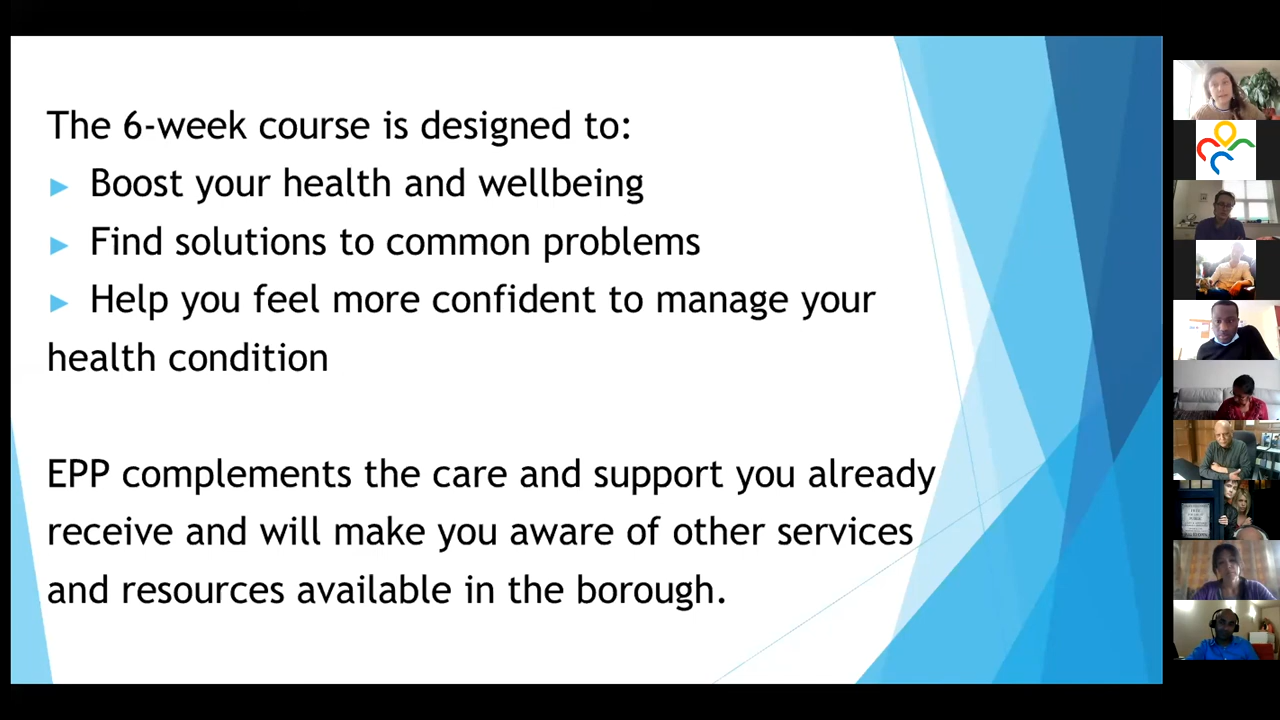 The 6-week course is designed to:
► Boost your health and wellbeing
► Find solutions to common problems
► Help you feel more confident to manage your
health condition
EPP complements the care and support you already
receive and will make you aware of other services
and resources available in the borough.